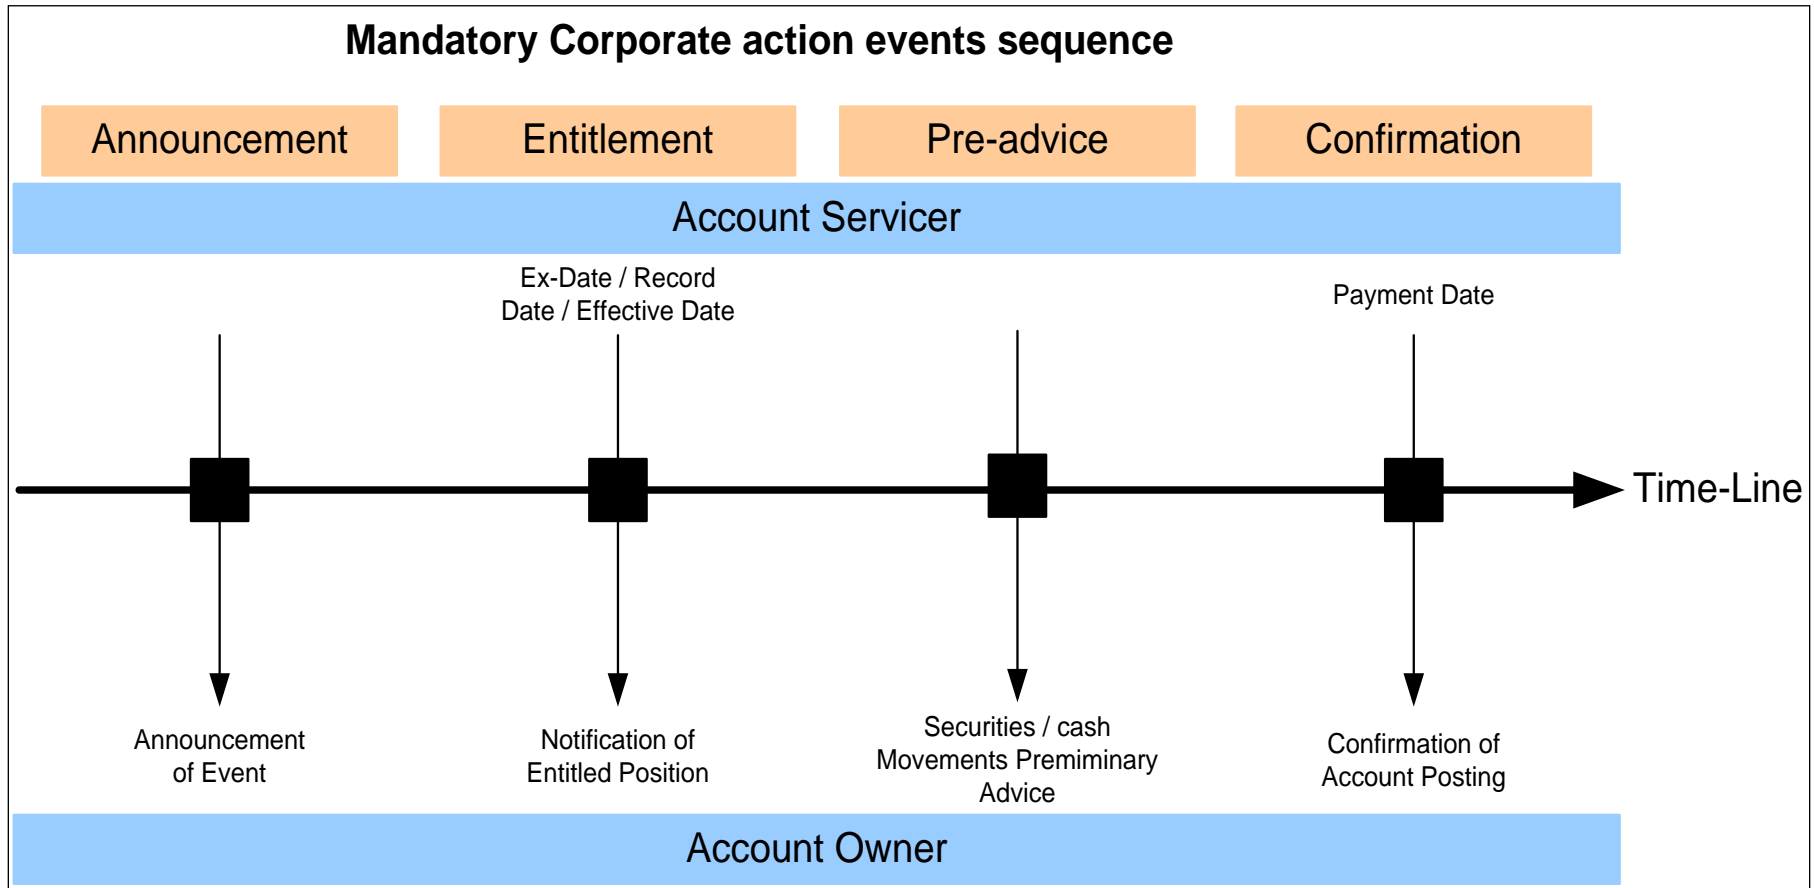 Mandatory Corporate action events sequence
Announcement
Entitlement
Pre-advice
Confirmation
Account Servicer
Ex-Date / Record
Date / Effective Date
Payment Date
Time-Line
Announcement
of Event
Notification of
Entitled Position
Securities / cash
Movements Premiminary
Advice
Confirmation of
Account Posting
Account Owner